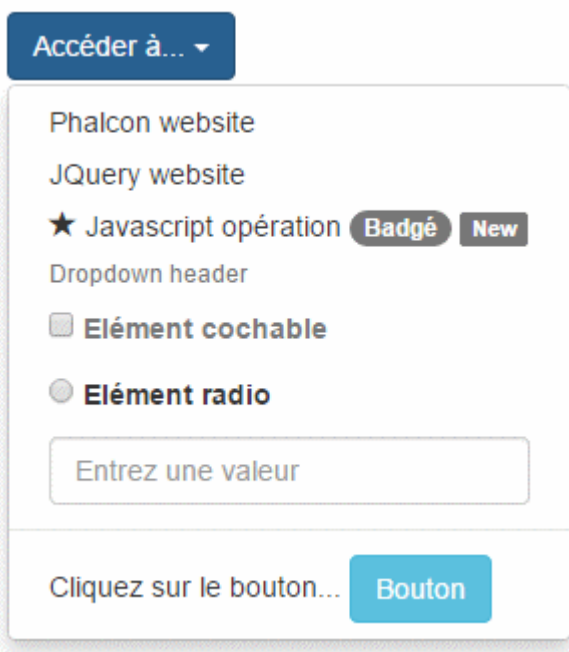 Accéder à...
Phalcon website
JQuery website
★ Javascript opération Badgé New
Dropdown header
Elément cochable
Elément radio
Entrez une valeur
Cliquez sur le bouton... Bouton